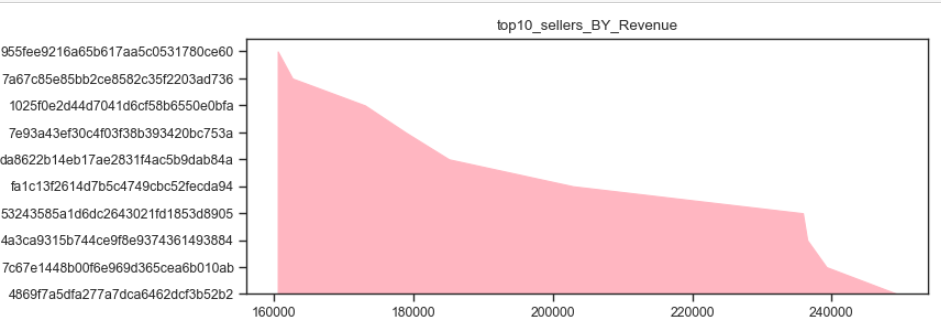 top10_sellers_BY_Revenue
955fee9216a65b617aa5c0531780ce60
7a67c85e85bb2ce8582c35f2203ad736
1025f0e2d44d7041d6cf58b6550e0bfa
7e93a43ef30c4f03f38b393420bc753a
da8622b14eb17ae2831f4ac5b9dab84a
fa1c13f2614d7b5c4749cbc52fecda94
53243585a1d6dc2643021fd1853d8905
4a3ca9315b744ce9f8e9374361493884
7c67e1448b00f6e969d365cea6b010ab
4869f7a5dfa277a7dca6462dcf3b52b2
160000 180000 200000 220000 240000